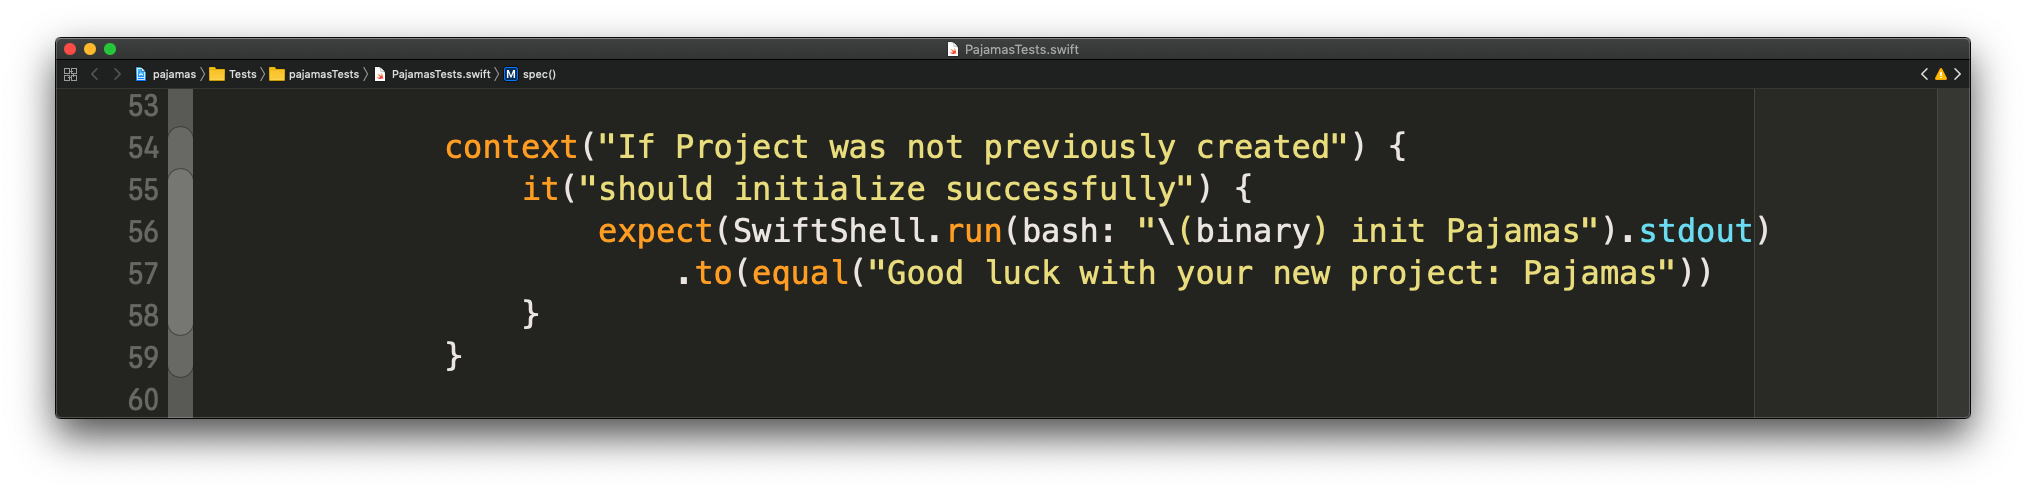 PajamasTests.swift
pajamas Tests pajamasTests PajamasTests.swift M spec()
53
54 context("If Project was not previously created") {
55 it("should initialize successfully") {
56 expect(SwiftShell.run(bash: "\(binary) init Pajamas").stdout)
57 .to(equal("Good luck with your new project: Pajamas"))
58 }
59 }
60